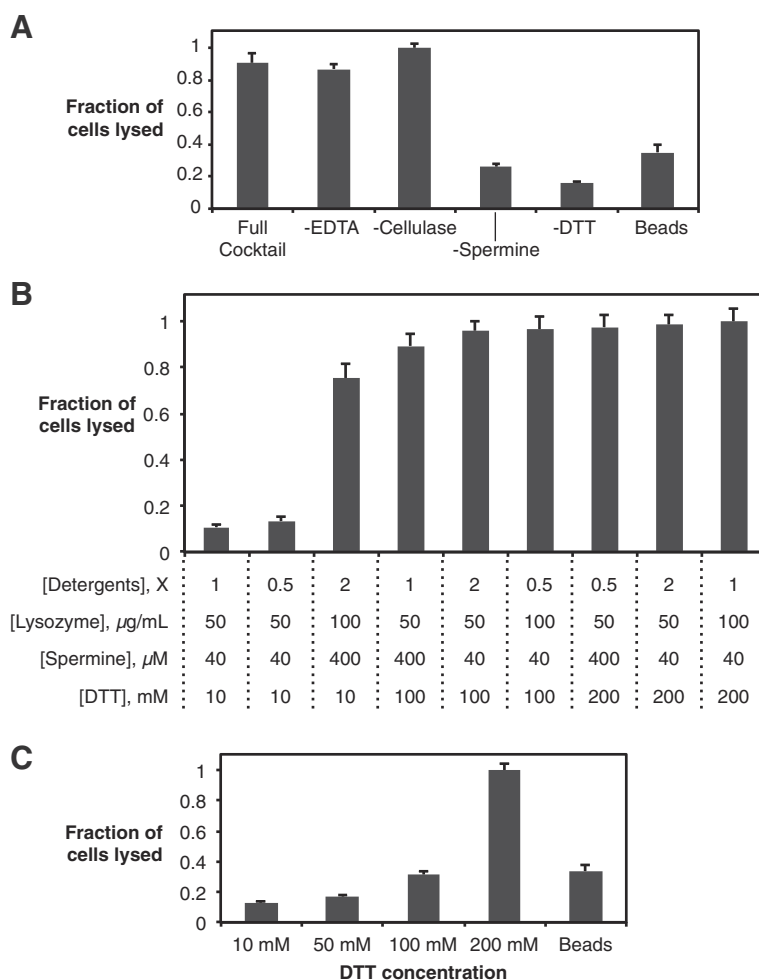 A
Fraction of
cells lysed
1
0.8
0.6
0.4
0.2
0
Full
Cocktail
-EDTA
-Cellulase
-Spermine
-DTT
Beads
B
Fraction of
cells lysed
1
0.8
0.6
0.4
0.2
0
[Detergents], X 1 0.5 2 1 2 0.5 0.5 2 1
[Lysozyme], µg/mL 50 50 100 50 50 100 50 50 100
[Spermine], µM 40 40 400 400 40 40 400 40 40
[DTT], mM 10 10 10 100 100 100 200 200 200
C
Fraction of
cells lysed
1
0.8
0.6
0.4
0.2
0
10 mM 50 mM 100 mM 200 mM Beads
DTT concentration